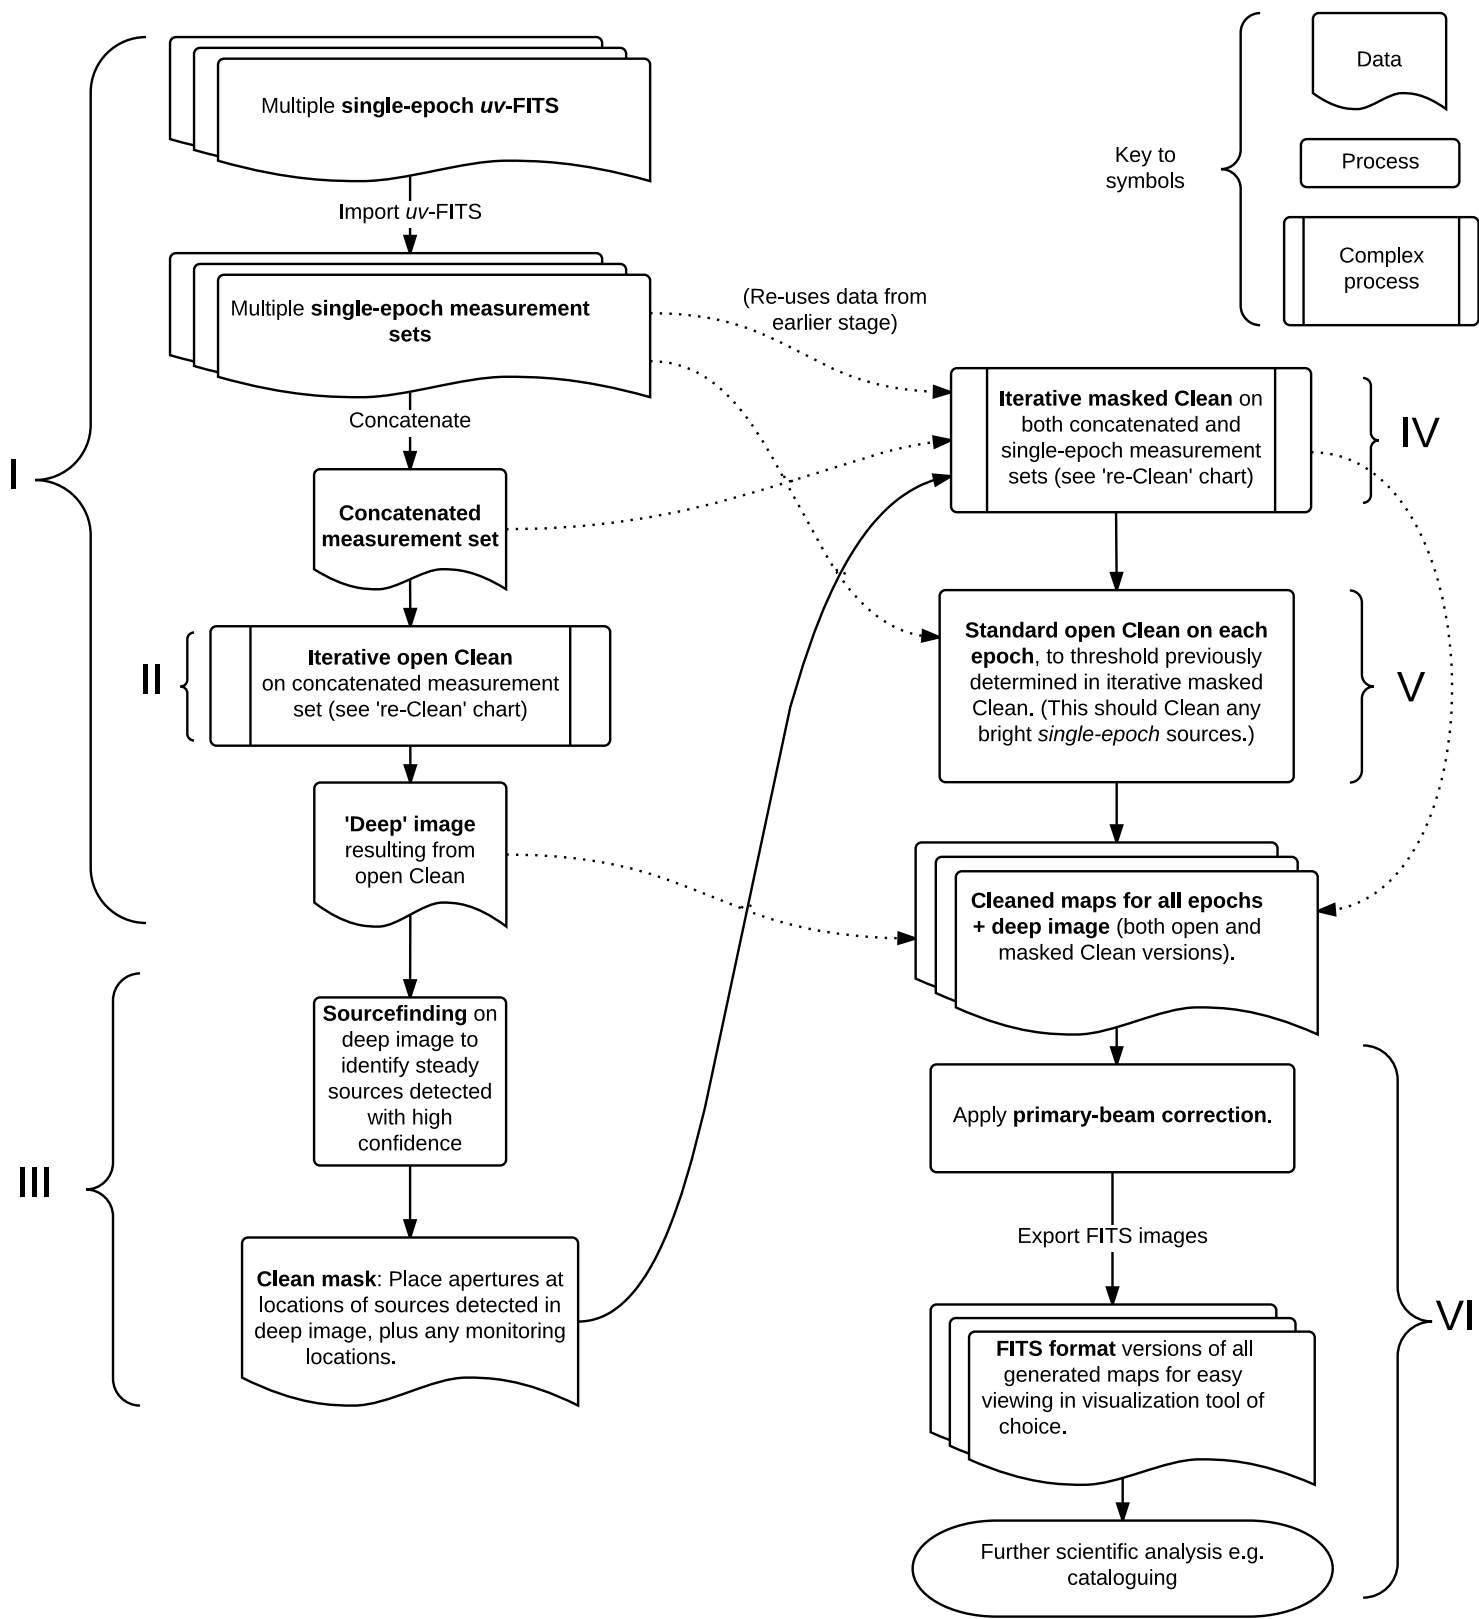 Multiple single-epoch uv-FITS
Import uv-FITS
Multiple single-epoch measurement
sets
Concatenate
Concatenated
measurement set
I
II
Iterative open Clean
on concatenated measurement
set (see 're-Clean' chart)
'Deep' image
resulting from
open Clean
III
Sourcefinding on
deep image to
identify steady
sources detected
with high
confidence
Clean mask: Place apertures at
locations of sources detected in
deep image, plus any monitoring
locations.
Key to
symbols
Data
Process
Complex
process
(Re-uses data from
earlier stage)
Iterative masked Clean on
both concatenated and
single-epoch measurement
sets (see 're-Clean' chart)
IV
Standard open Clean on each
epoch, to threshold previously
determined in iterative masked
Clean. (This should Clean any
bright single-epoch sources.)
V
Cleaned maps for all epochs
+ deep image (both open and
masked Clean versions).
Apply primary-beam correction.
Export FITS images
VI
FITS format versions of all
generated maps for easy
viewing in visualization tool of
choice.
Further scientific analysis e.g.
cataloguing